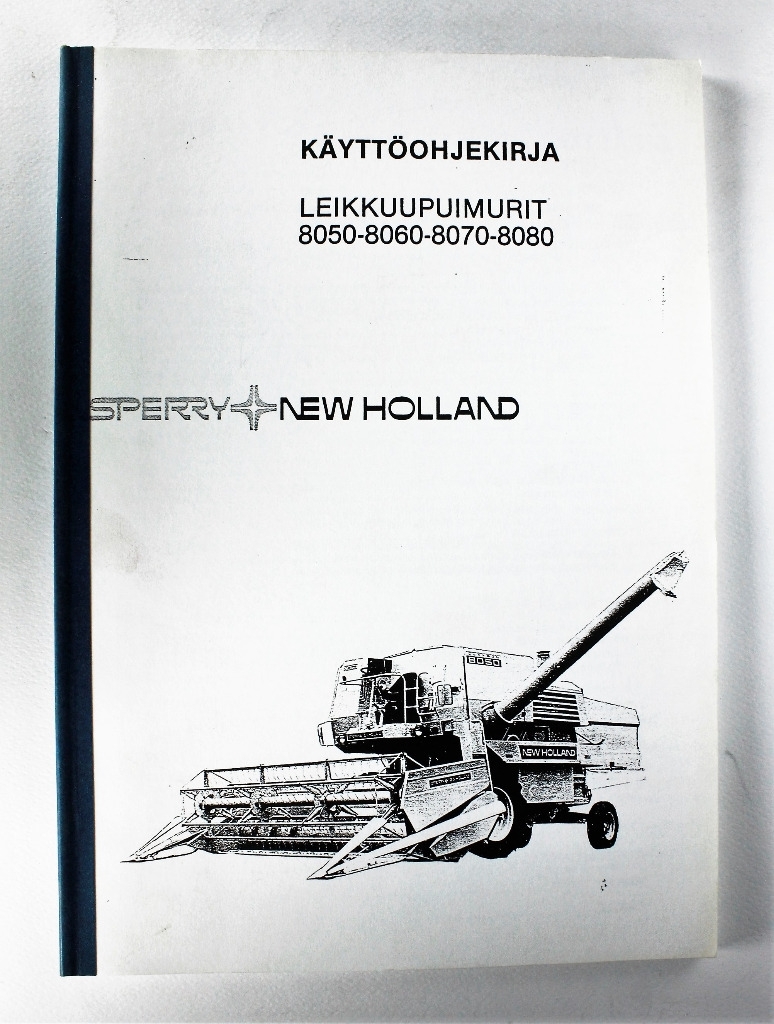 KÄYTTÖOHJEKIRJA
LEIKKUUPUIMURIT
8050-8060-8070-8080
SPERRY NEW HOLLAND
8050
NEW HOLLAND